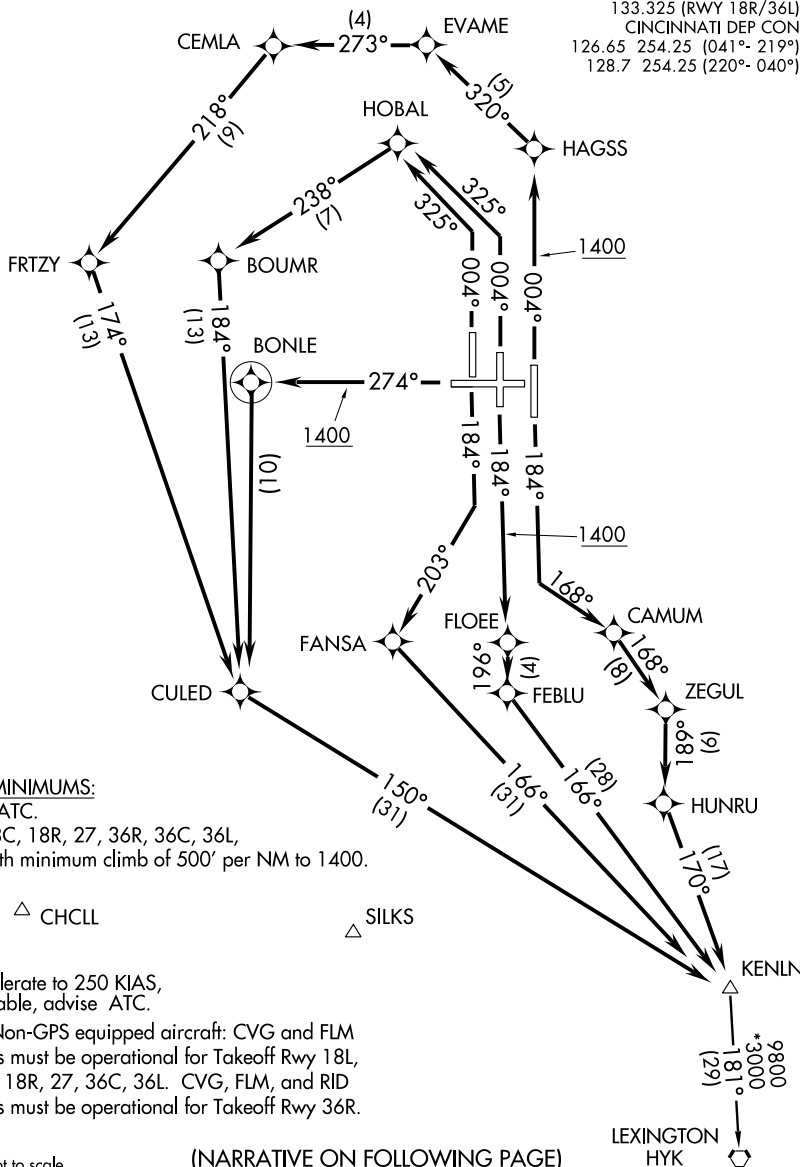 133.325 (RWY 18R/36L)
CINCINNATI DEP CON
126.65 254.25 (041°- 219°)
128.7 254.25 (220°- 040°)
(4)
CEMLA
273°
EVAME
(5)
320°
218°
(9)
HOBAL
HAGSS
238°
(7)
325°
325°
FRTZY
BOUMR
004°
004°
004°
1400
174°
(13)
184°
(13)
BONLE
274°
1400
(10)
184°
184°
184°
1400
203°
168°
FANSA
FLOEE
CAMUM
196°
(4)
168°
(8)
CULED
FEBLU
ZEGUL
189°
(9)
150°
(31)
166°
(31)
(28)
166°
HUNRU
(17)
170°
MINIMUMS:
ATC.
C, 18R, 27, 36R, 36C, 36L,
th minimum climb of 500' per NM to 1400.
CHCLL
SILKS
KENLN
lerate to 250 KIAS,
able, advise ATC.
Non-GPS equipped aircraft: CVG and FLM
s must be operational for Takeoff Rwy 18L,
18R, 27, 36C, 36L. CVG, FLM, and RID
s must be operational for Takeoff Rwy 36R.
9800
*3000
181°
(29)
LEXINGTON
HYK
(NARRATIVE ON FOLLOWING PAGE)
ot to scale